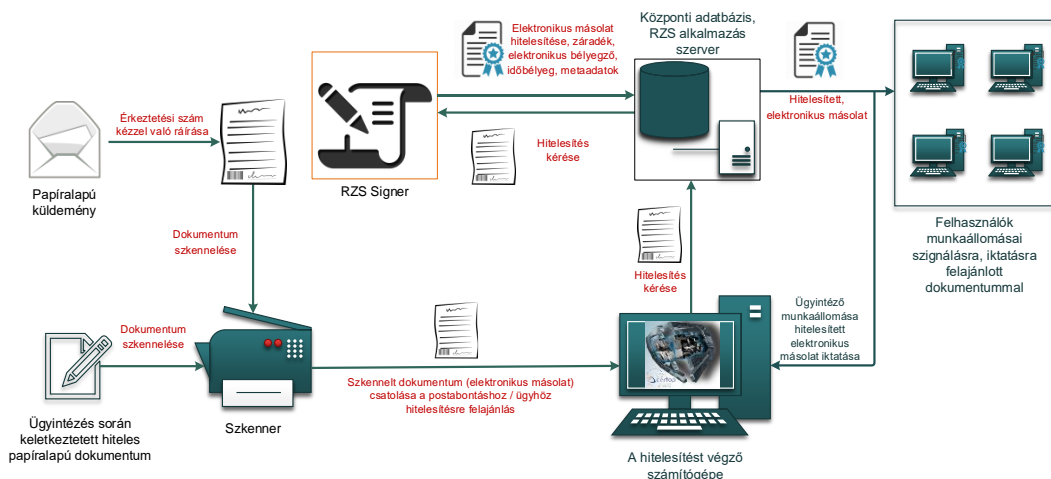 Papíralapú
küldemény
Érkeztetési szám
kézzel való ráírása
RZS Signer
Elektronikus másolat
hitelesítése, záradék,
elektronikus bélyegző,
időbélyeg, metaadatok
Hitelesítés
kérése
Központi adatbázis,
RZS alkalmazás
szerver
Hitelesített,
elektronikus másolat
Felhasználók
munkaállomásai
szignálásra, iktatásra
felajánlott
dokumentummal
Dokumentum
szkennelése
Hitelesítés
kérése
Ügyintéző
munkaállomása
hitelesített
elektronikus
másolat iktatása
Dokumentum
szkennelése
Szkennelt dokumentum (elektronikus másolat)
csatolása a postabontáshoz / ügyhöz
hitelesítésre felajánlás
Ügyintézés során
keletkeztetett hiteles
papíralapú dokumentum
Szkenner
A hitelesítést végző
számítógépe